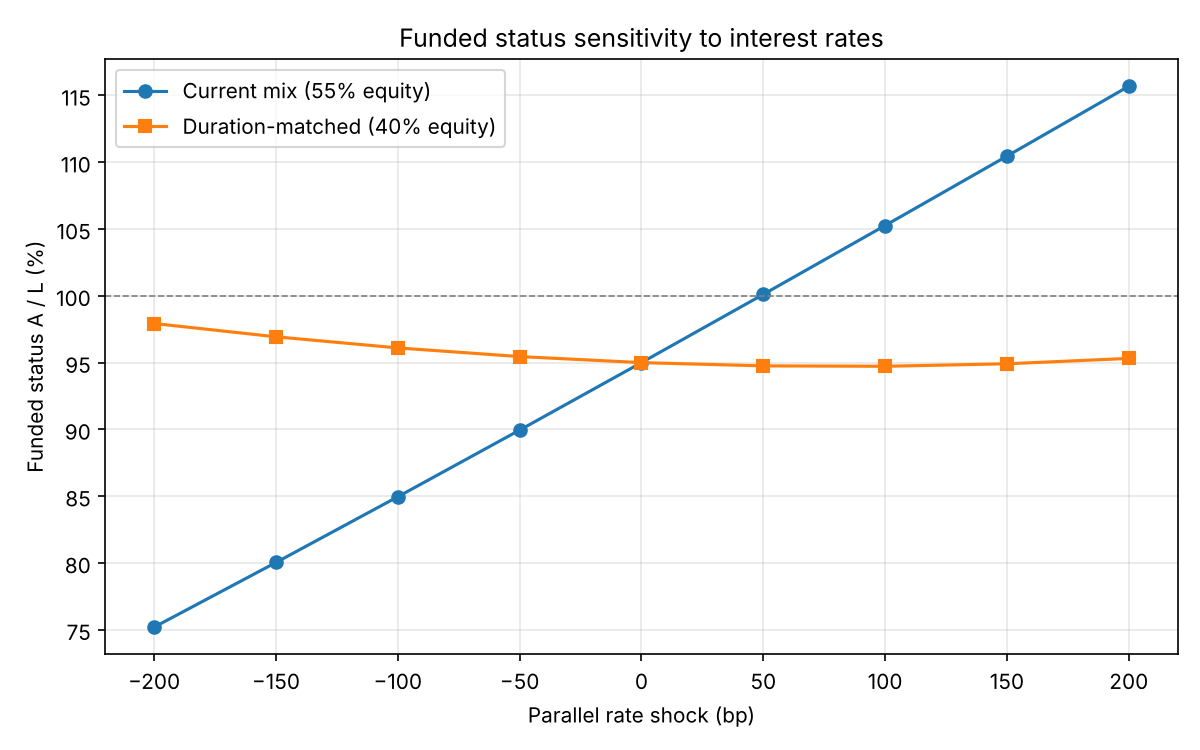 Funded status sensitivity to interest rates
Current mix (55% equity)
Duration-matched (40% equity)
Funded status A / L (%)
115
110
105
100
95
90
85
80
75
−200 −150 −100 −50 0 50 100 150 200
Parallel rate shock (bp)